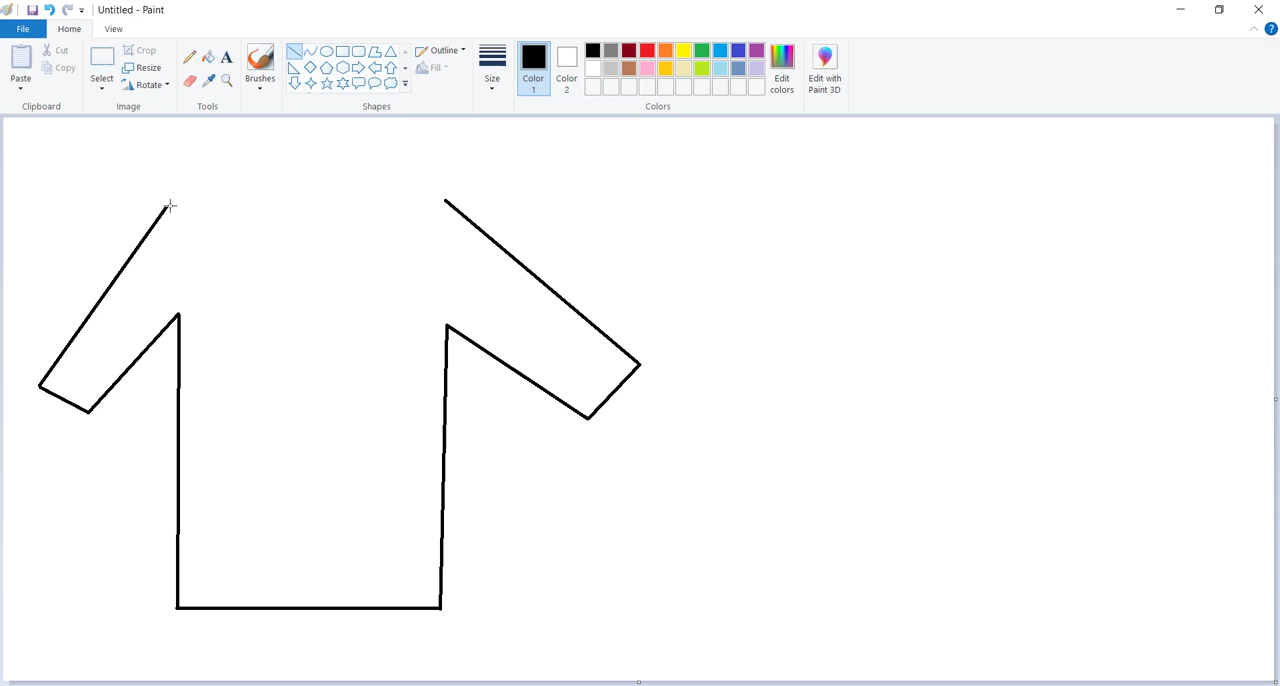 Untitled - Paint
File Home View
Paste
Cut
Copy
Clipboard
Select
Crop
Resize
Rotate
Image
A
Tools
Brushes
Outline
Fill
Shapes
Size
Color 1
Color 2
Edit colors
Colors
Edit with Paint 3D